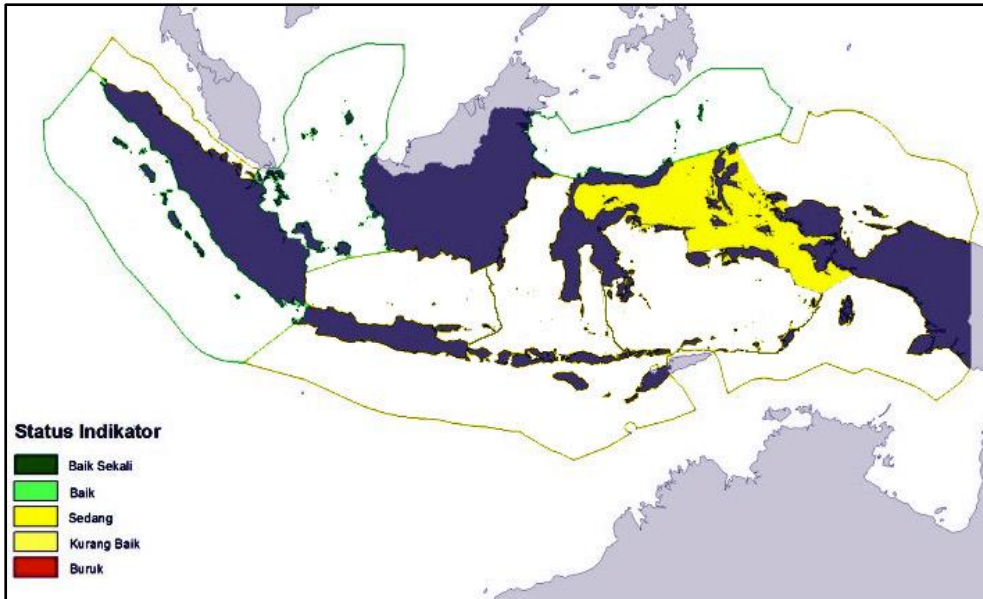 Status Indikator
Baik Sekali
Baik
Sedang
Kurang Baik
Buruk